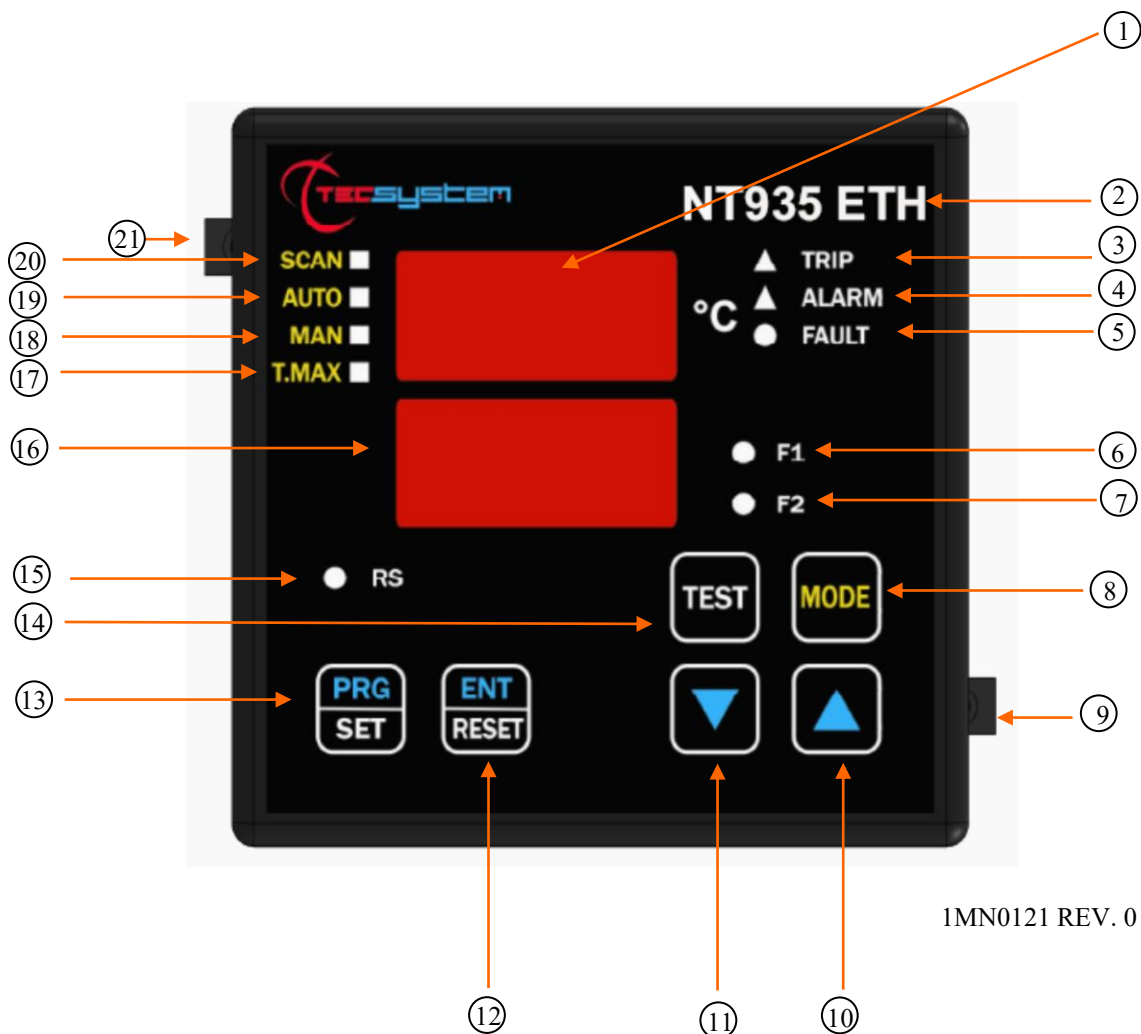 1
TECSYSTEM
NT935 ETH
2
21
SCAN
TRIP
3
20
AUTO
°C
ALARM
4
19
MAN
FAULT
5
18
T.MAX
17
16
F1
6
F2
7
15
RS
TEST
MODE
8
14
PRG
SET
ENT
RESET
13
9
1MN0121 REV. 0
12
11
10